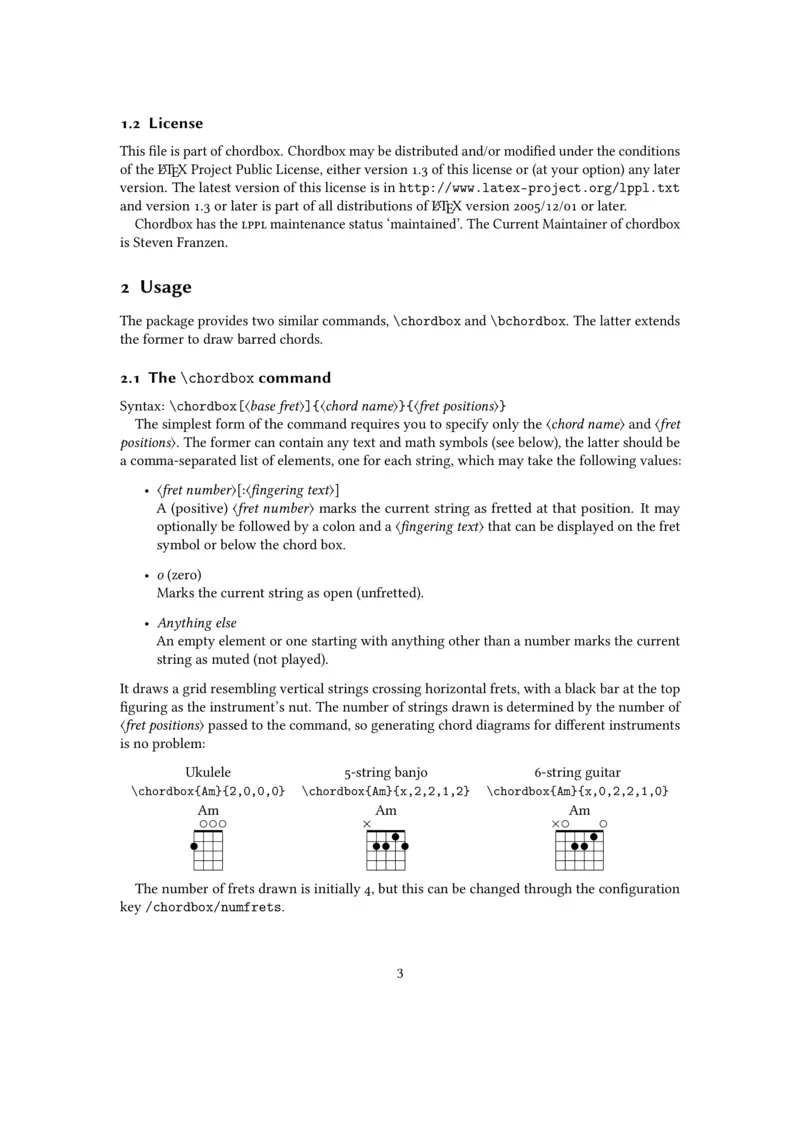 1.2 License
This file is part of chordbox. Chordbox may be distributed and/or modified under the conditions
of the LATEX Project Public License, either version 1.3 of this license or (at your option) any later
version. The latest version of this license is in http://www.latex-project.org/lppl.txt
and version 1.3 or later is part of all distributions of LATEX version 2005/12/01 or later.
Chordbox has the LPPL maintenance status ‘maintained’. The Current Maintainer of chordbox
is Steven Franzen.
2 Usage
The package provides two similar commands, \chordbox and \bchordbox. The latter extends
the former to draw barred chords.
2.1 The \chordbox command
Syntax: \chordbox[⟨base fret⟩]{⟨chord name⟩}{⟨fret positions⟩}
The simplest form of the command requires you to specify only the ⟨chord name⟩ and ⟨fret
positions⟩. The former can contain any text and math symbols (see below), the latter should be
a comma-separated list of elements, one for each string, which may take the following values:
• ⟨fret number⟩[:⟨fingering text⟩]
A (positive) ⟨fret number⟩ marks the current string as fretted at that position. It may
optionally be followed by a colon and a ⟨fingering text⟩ that can be displayed on the fret
symbol or below the chord box.
• 0 (zero)
Marks the current string as open (unfretted).
• Anything else
An empty element or one starting with anything other than a number marks the current
string as muted (not played).
It draws a grid resembling vertical strings crossing horizontal frets, with a black bar at the top
figuring as the instrument’s nut. The number of strings drawn is determined by the number of
⟨fret positions⟩ passed to the command, so generating chord diagrams for different instruments
is no problem:
Ukulele 5-string banjo 6-string guitar
\chordbox{Am}{2,0,0,0} \chordbox{Am}{x,2,2,1,2} \chordbox{Am}{x,0,2,2,1,0}
Am Am Am
The number of frets drawn is initially 4, but this can be changed through the configuration
key /chordbox/numfrets.
3